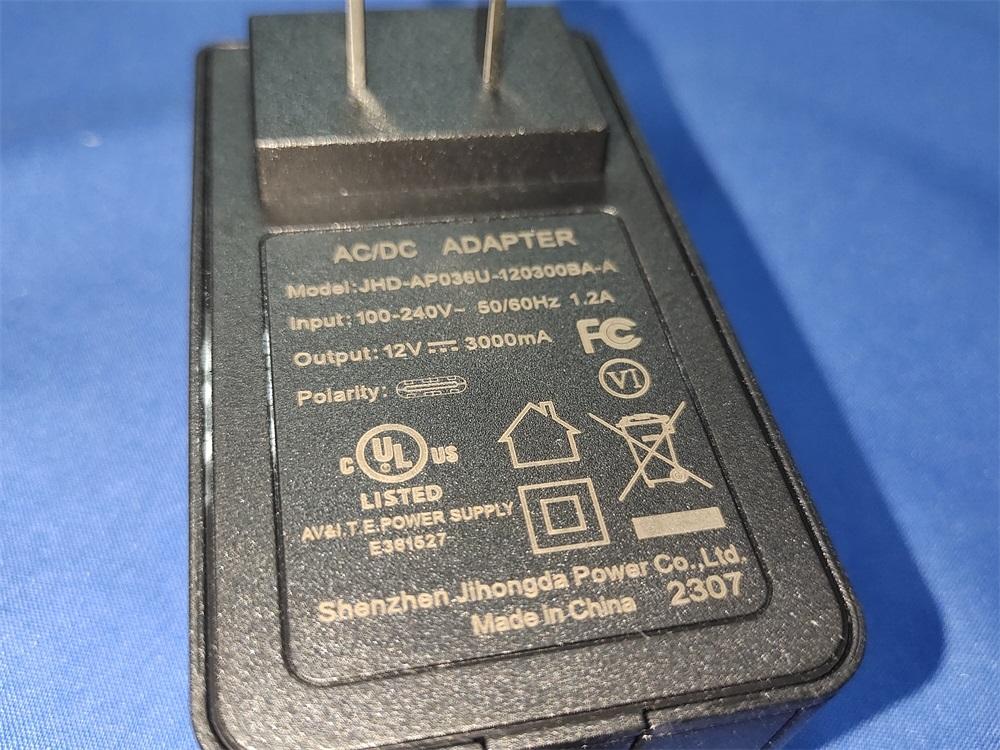 AC/DC ADAPTER
Model: JHD-AP036U-120300BA-A
Input: 100-240V~ 50/60Hz 1.2A
Output: 12V⎓3000mA
FC
Polarity:
VI
C UL US
LISTED
AV&I.T.E.POWER SUPPLY
E361527
Shenzhen Jihongda Power Co.,Ltd.
Made in China 2307